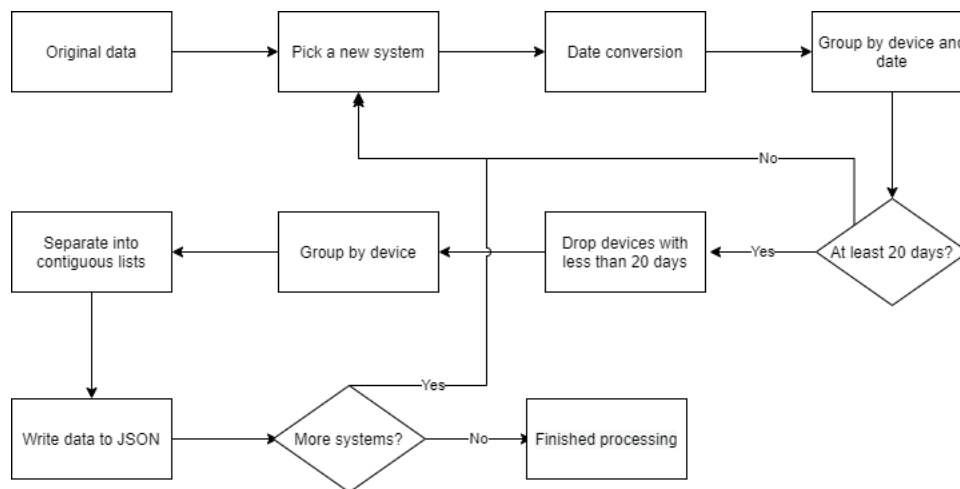 Original data
Pick a new system
Date conversion
Group by device and
date
No
Separate into
contiguous lists
Group by device
Drop devices with
less than 20 days
Yes
At least 20 days?
Yes
Write data to JSON
More systems?
No
Finished processing